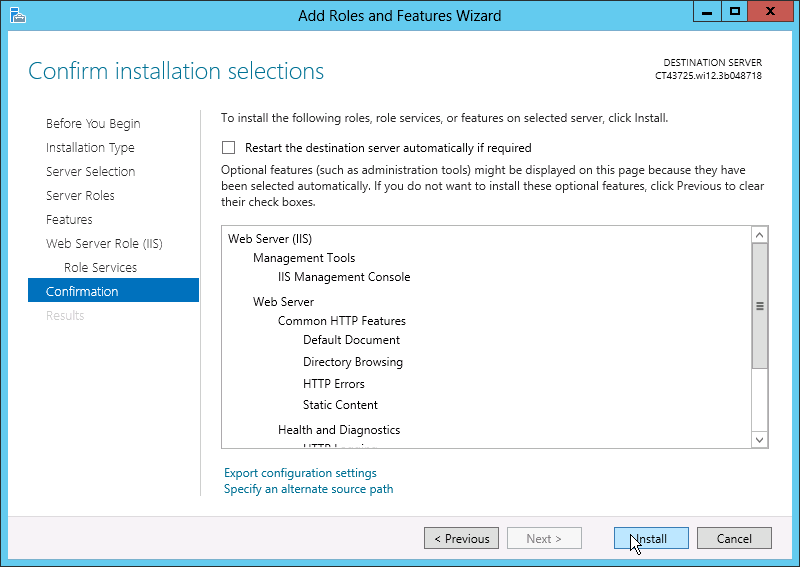 Add Roles and Features Wizard
Confirm installation selections
DESTINATION SERVER
CT43725.wi12.3b048718
Before You Begin
Installation Type
Server Selection
Server Roles
Features
Web Server Role (IIS)
Role Services
Confirmation
Results
To install the following roles, role services, or features on selected server, click Install.
Restart the destination server automatically if required
Optional features (such as administration tools) might be displayed on this page because they have
been selected automatically. If you do not want to install these optional features, click Previous to clear
their check boxes.
Web Server (IIS)
Management Tools
IIS Management Console
Web Server
Common HTTP Features
Default Document
Directory Browsing
HTTP Errors
Static Content
Health and Diagnostics
HTTP Logging
Export configuration settings
Specify an alternate source path
< Previous
Next >
Install
Cancel